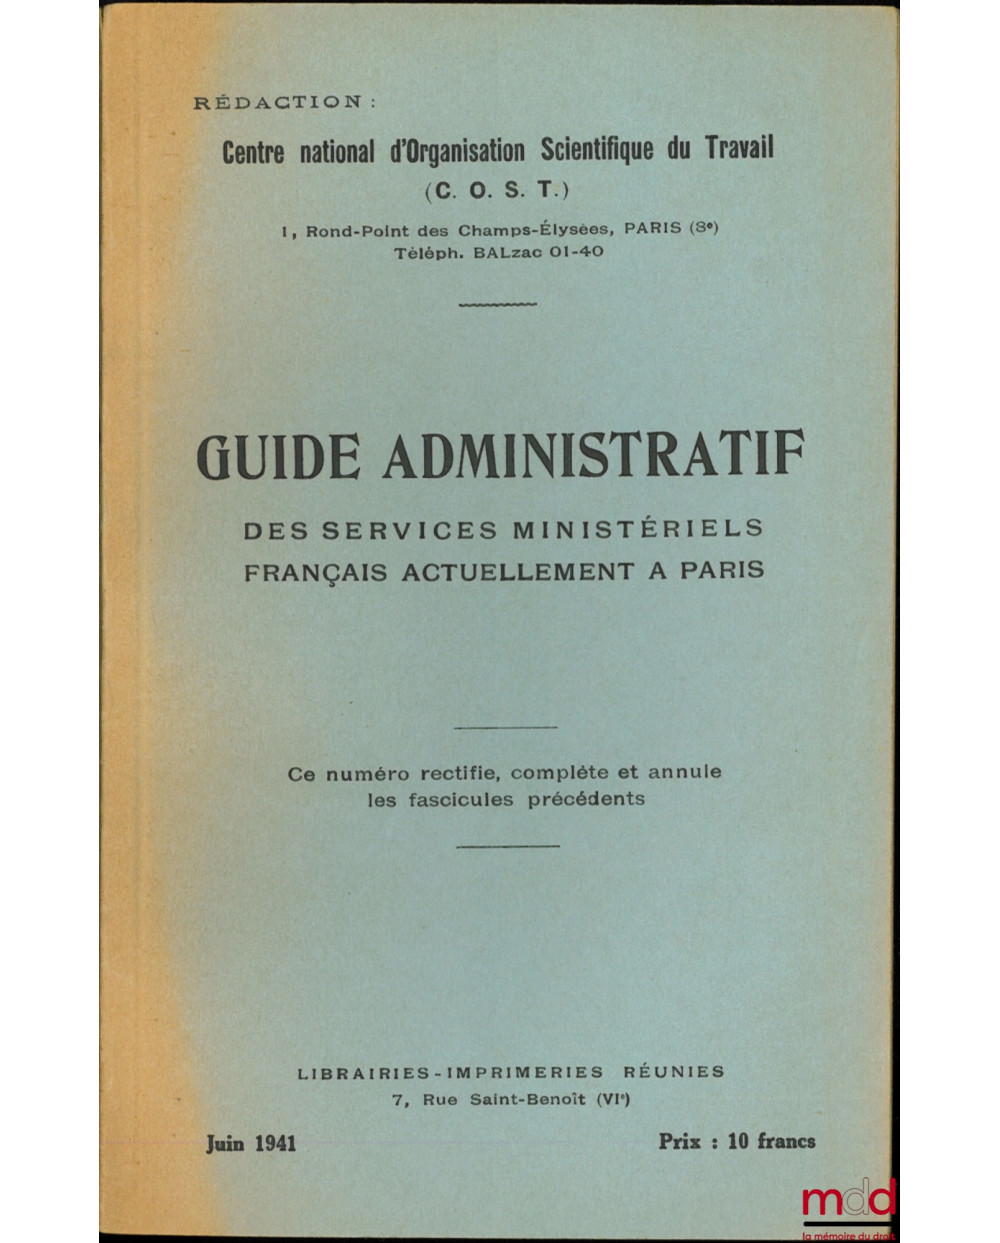 RÉDACTION :
Centre national d'Organisation Scientifique du Travail
(C. O. S. T.)
1, Rond-Point des Champs-Élysées, PARIS (8e)
Téléph. BALzac 01-40
GUIDE ADMINISTRATIF
DES SERVICES MINISTÉRIELS
FRANÇAIS ACTUELLEMENT A PARIS
Ce numéro rectifie, complète et annule
les fascicules précédents
LIBRAIRIES-IMPRIMERIES RÉUNIES
7, Rue Saint-Benoît (VIe)
Juin 1941 Prix : 10 francs
mdd
la mémoire du droit